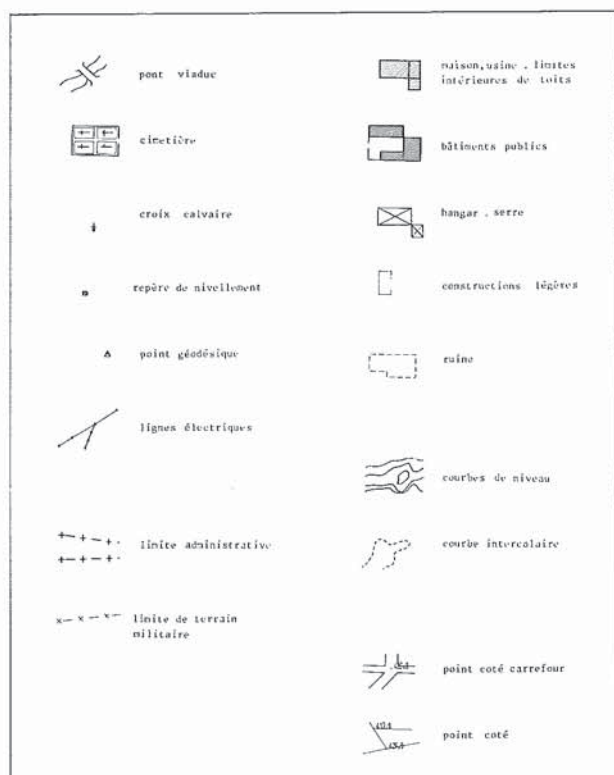 pont viaduc
cimetière
croix calvaire
repère de nivellement
point géodésique
lignes électriques
limite administrative
limite de terrain
militaire
maison, usine . limites
intérieures de toits
bâtiments publics
hangar . serre
constructions légères
ruine
courbes de niveau
courbe intercalaire
point coté carrefour
point coté